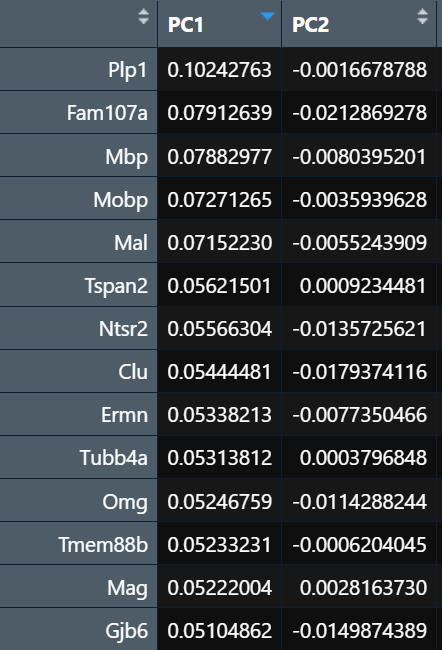 PC1 PC2
Plp1 0.10242763 -0.0016678788
Fam107a 0.07912639 -0.0212869278
Mbp 0.07882977 -0.0080395201
Mobp 0.07271265 -0.0035939628
Mal 0.07152230 -0.0055243909
Tspan2 0.05621501 0.0009234481
Ntsr2 0.05566304 -0.0135725621
Clu 0.05444481 -0.0179374116
Ermn 0.05338213 -0.0077350466
Tubb4a 0.05313812 0.0003796848
Omg 0.05246759 -0.0114288244
Tmem88b 0.05233231 -0.0006204045
Mag 0.05222004 0.0028163730
Gjb6 0.05104862 -0.0149874389